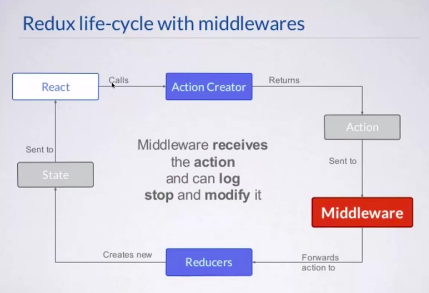 Redux life-cycle with middlewares
React
Calls
Action Creator
Returns
Action
Sent to
Middleware receives
the action
and can log
stop and modify it
Sent to
State
Middleware
Creates new
Reducers
Forwards
action to